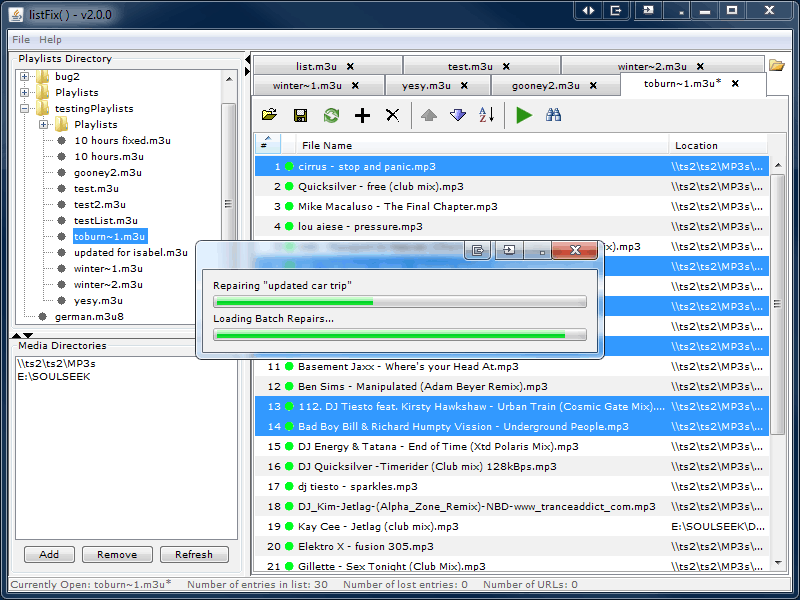 listFix( ) - v2.0.0
File Help
Playlists Directory
bug2
Playlists
testingPlaylists
Playlists
10 hours fixed.m3u
10 hours.m3u
gooney2.m3u
test.m3u
test2.m3u
testList.m3u
toburn~1.m3u
updated for isabel.m3u
winter~1.m3u
winter~2.m3u
yesy.m3u
german.m3u8
Media Directories
\\ts2\ts2\MP3s
E:\SOULSEEK
Add Remove Refresh
list.m3u test.m3u winter~2.m3u
winter~1.m3u yesy.m3u gooney2.m3u toburn~1.m3u*
# File Name Location
1 cirrus - stop and panic.mp3 \\ts2\ts2\MP3s\...
2 Quicksilver - free (club mix).mp3 \\ts2\ts2\MP3s\...
3 Mike Macaluso - The Final Chapter.mp3 \\ts2\ts2\MP3s\...
4 lou aiese - pressure.mp3 \\ts2\ts2\MP3s\...
x).mp3 \\ts2\ts2\MP3s\...
\\ts2\ts2\MP3s\...
\\ts2\ts2\MP3s\...
\\ts2\ts2\MP3s\...
\\ts2\ts2\MP3s\...
\\ts2\ts2\MP3s\...
Repairing "updated car trip"
Loading Batch Repairs...
11 Basement Jaxx - Where's your Head At.mp3 \\ts2\ts2\MP3s\...
12 Ben Sims - Manipulated (Adam Beyer Remix).mp3 \\ts2\ts2\MP3s\...
13 112. DJ Tiesto feat. Kirsty Hawkshaw - Urban Train (Cosmic Gate Mix).... \\ts2\ts2\MP3s\...
14 Bad Boy Bill & Richard Humpty Vission - Underground People.mp3 \\ts2\ts2\MP3s\...
15 DJ Energy & Tatana - End of Time (Xtd Polaris Mix).mp3 \\ts2\ts2\MP3s\...
16 DJ Quicksilver -Timerider (Club mix) 128kBps.mp3 \\ts2\ts2\MP3s\...
17 dj tiesto - sparkles.mp3 \\ts2\ts2\MP3s\...
18 DJ_Kim-Jetlag-(Alpha_Zone_Remix)-NBD-www_tranceaddict_com.mp3 \\ts2\ts2\MP3s\...
19 Kay Cee - Jetlag (club mix).mp3 E:\SOULSEEK\D...
20 Elektro X - fusion 305.mp3 \\ts2\ts2\MP3s\...
21 Gillette - Sex Tonight (Club Mix).mp3 \\ts2\ts2\MP3s\...
Currently Open: toburn~1.m3u* Number of entries in list: 30 Number of lost entries: 0 Number of URLs: 0